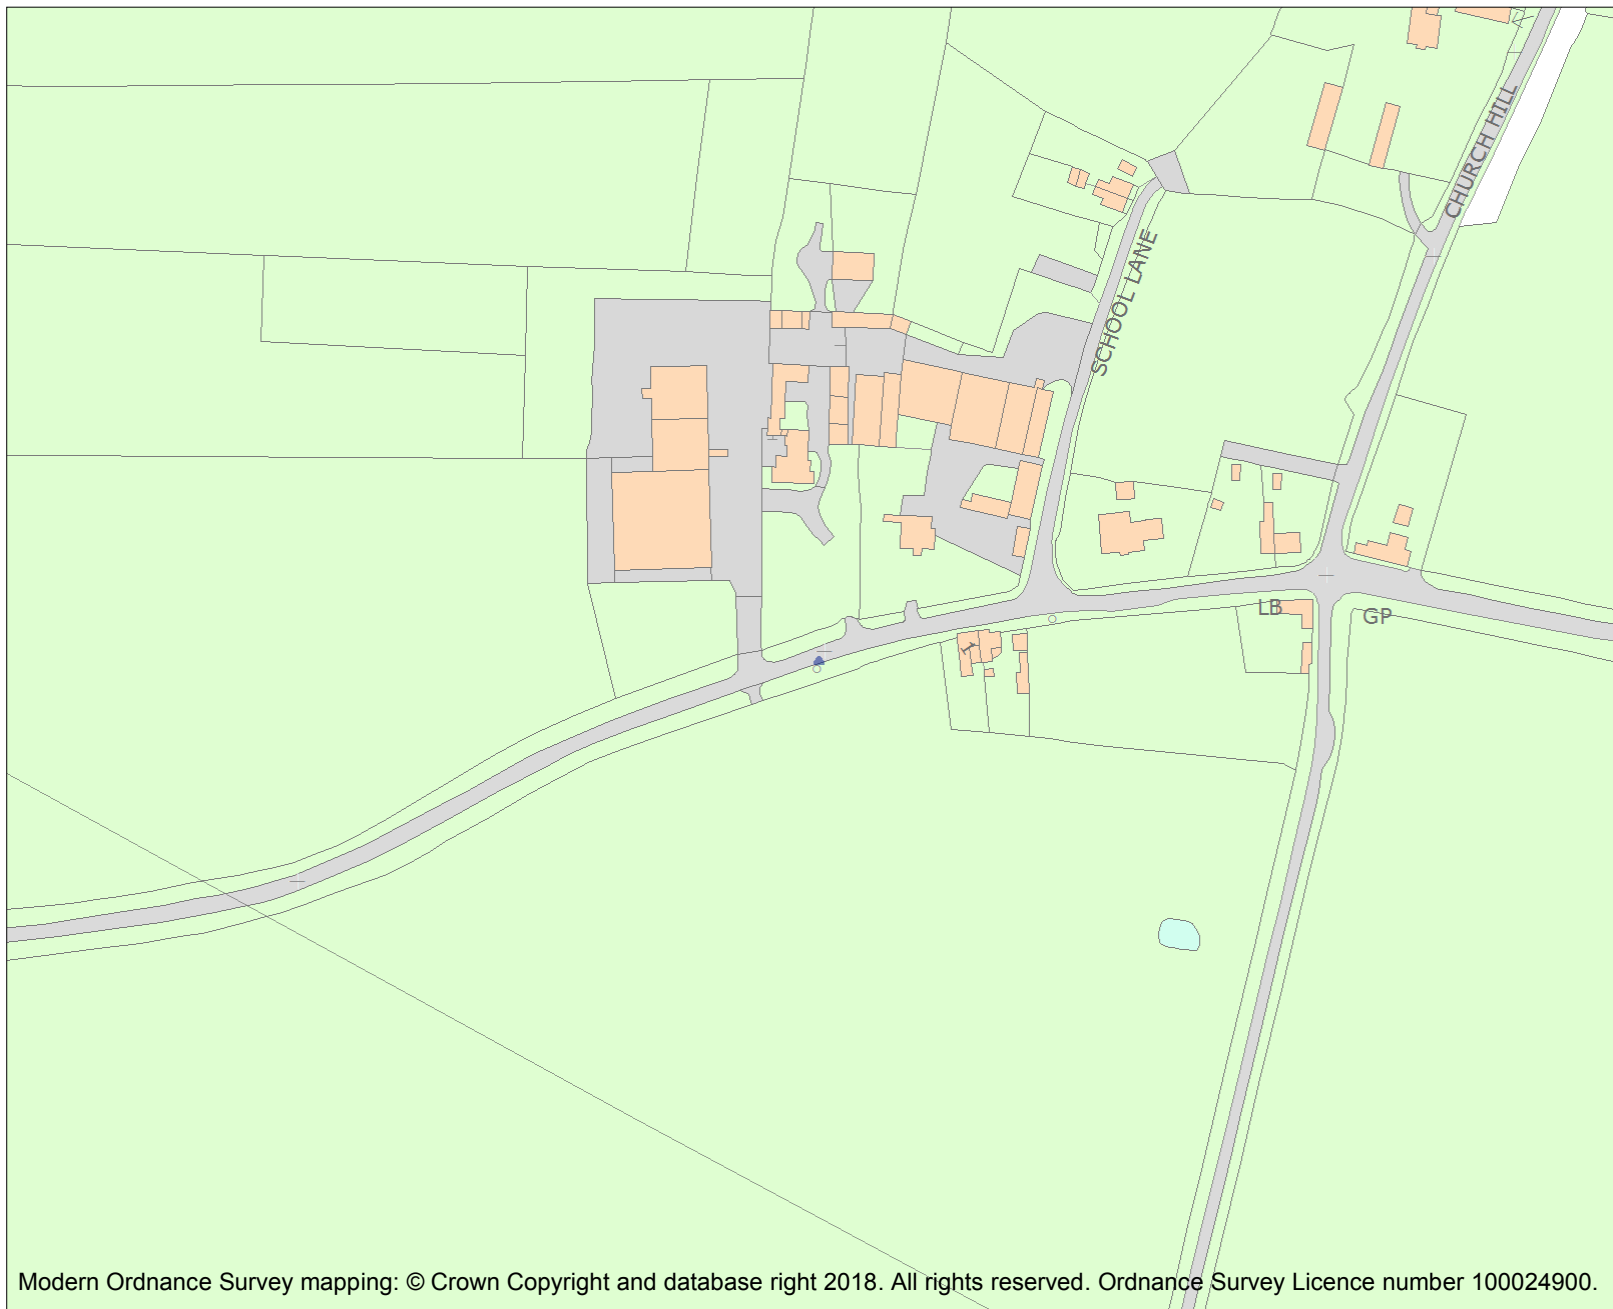 CHURCH HILL
SCHOOL LANE
LB
GP
1
Modern Ordnance Survey mapping: © Crown Copyright and database right 2018. All rights reserved. Ordnance Survey Licence number 100024900.